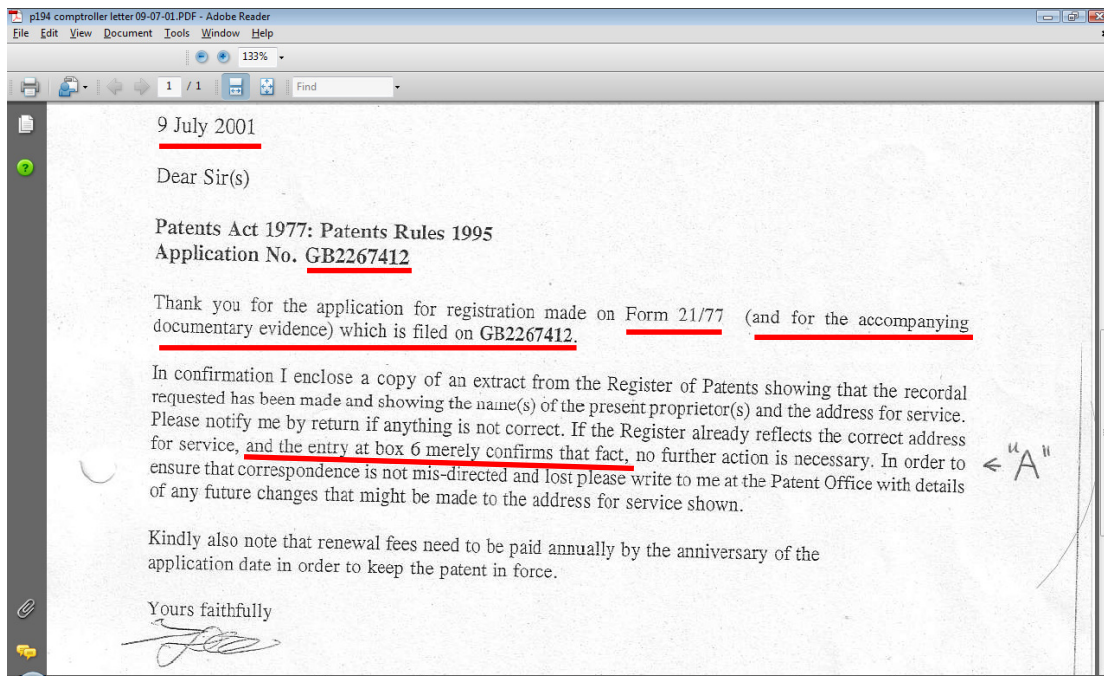 p194 comptroller letter 09-07-01.PDF - Adobe Reader
File Edit View Document Tools Window Help
133%
1 / 1 Find
9 July 2001
Dear Sir(s)
Patents Act 1977: Patents Rules 1995
Application No. GB2267412
Thank you for the application for registration made on Form 21/77 (and for the accompanying
documentary evidence) which is filed on GB2267412.
In confirmation I enclose a copy of an extract from the Register of Patents showing that the recordal
requested has been made and showing the name(s) of the present proprietor(s) and the address for service.
Please notify me by return if anything is not correct. If the Register already reflects the correct address
for service, and the entry at box 6 merely confirms that fact, no further action is necessary. In order to
ensure that correspondence is not mis-directed and lost please write to me at the Patent Office with details
of any future changes that might be made to the address for service shown.
← "A"
Kindly also note that renewal fees need to be paid annually by the anniversary of the
application date in order to keep the patent in force.
Yours faithfully